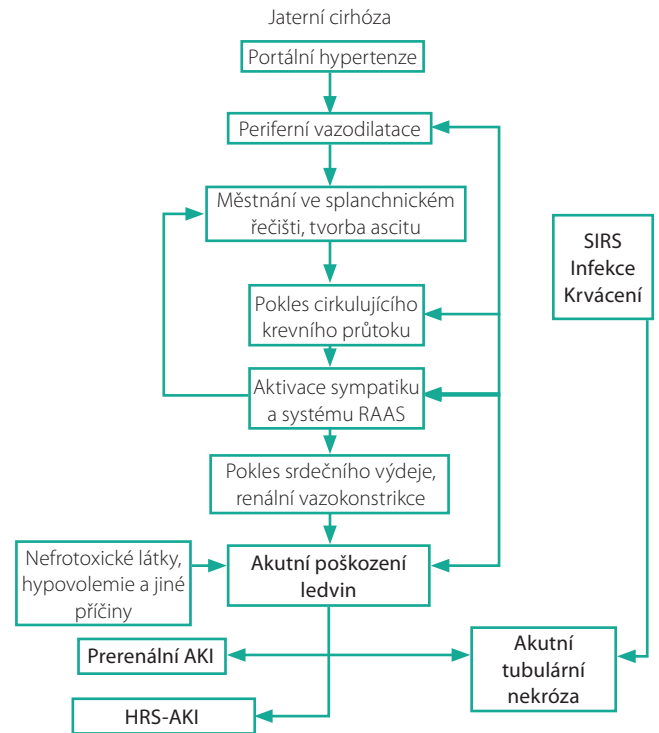 Jaterní cirhóza
Portální hypertenze
Periferní vazodilatace
Městnání ve splanchnickém
řečišti, tvorba ascitu
SIRS
Infekce
Krvácení
Pokles cirkulujícího
krevního průtoku
Aktivace sympatiku
a systému RAAS
Pokles srdečního výdeje,
renální vazokonstrikce
Nefrotoxické látky,
hypovolemie a jiné
příčiny
Akutní poškození
ledvin
Prerenální AKI
Akutní
tubulární
nekróza
HRS-AKI